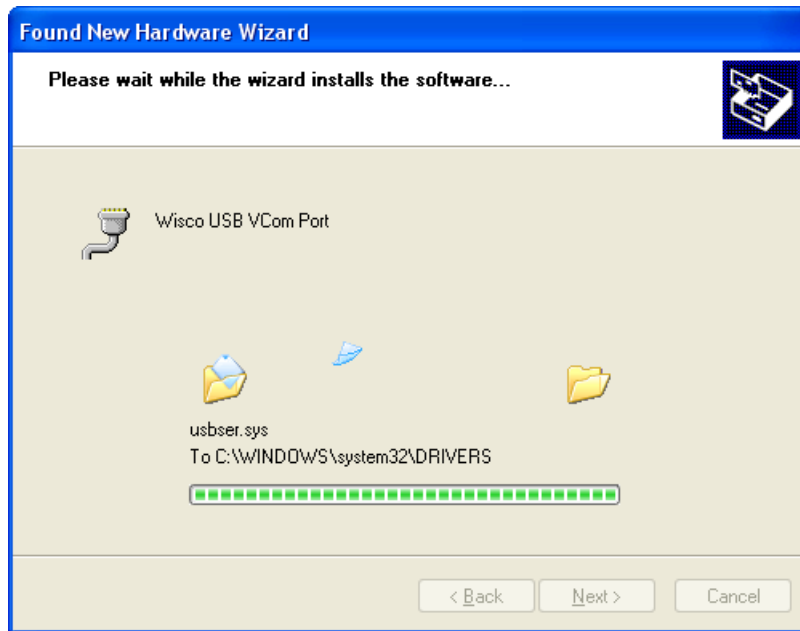 Found New Hardware Wizard
Please wait while the wizard installs the software...
Wisco USB VCom Port
usbser.sys
To C:\WINDOWS\system32\DRIVERS
< Back
Next >
Cancel